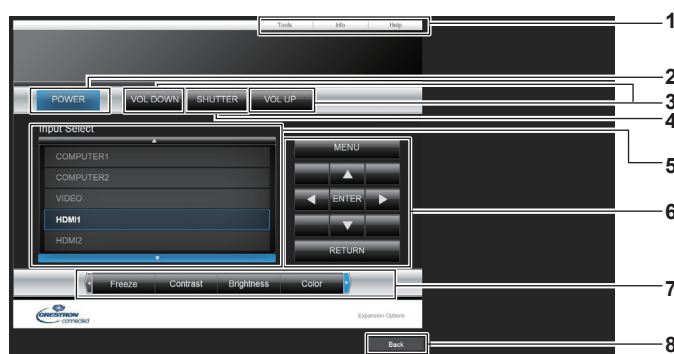 Tools Info Help 1
2
POWER VOL DOWN SHUTTER VOL UP 3
4
Input Select
MENU
COMPUTER1 5
COMPUTER2
VIDEO ENTER 6
HDMI1
HDMI2 RETURN
Freeze Contrast Brightness Color 7
CRESTRON connected Expansion Options
Back 8